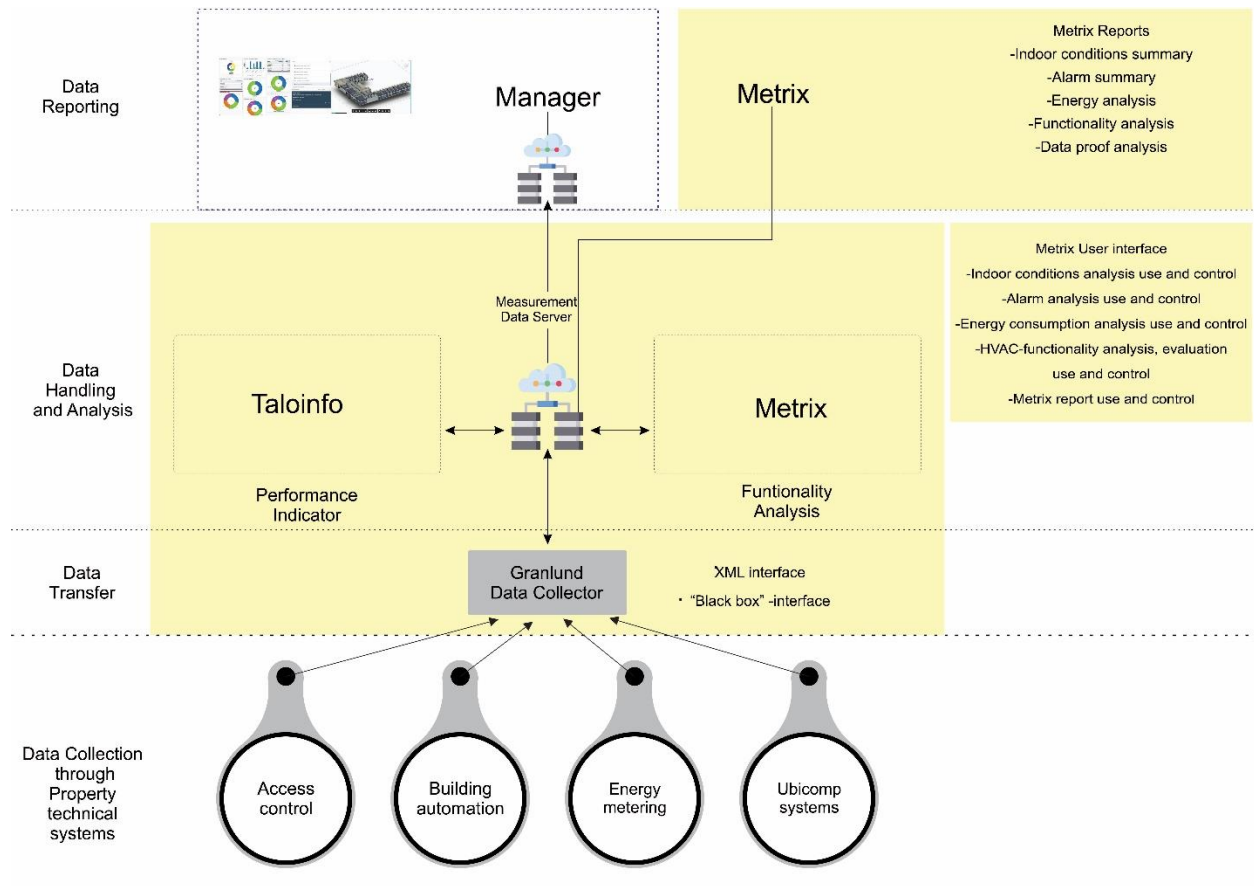 Data
Reporting
Manager
Metrix
Metrix Reports
-Indoor conditions summary
-Alarm summary
-Energy analysis
-Functionality analysis
-Data proof analysis
Data
Handling
and Analysis
Measurement
Data Server
Taloinfo
Performance
Indicator
Metrix
Funtionality
Analysis
Metrix User interface
-Indoor conditions analysis use and control
-Alarm analysis use and control
-Energy consumption analysis use and control
-HVAC-functionality analysis, evaluation
use and control
-Metrix report use and control
Data
Transfer
Granlund
Data Collector
XML interface
· “Black box” -interface
Data Collection
through
Property
technical
systems
Access
control
Building
automation
Energy
metering
Ubicomp
systems